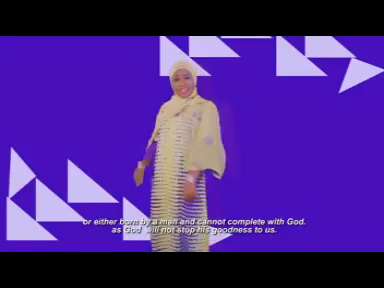 or either born by a man and cannot complete with God.
as God will not stop his goodness to us.